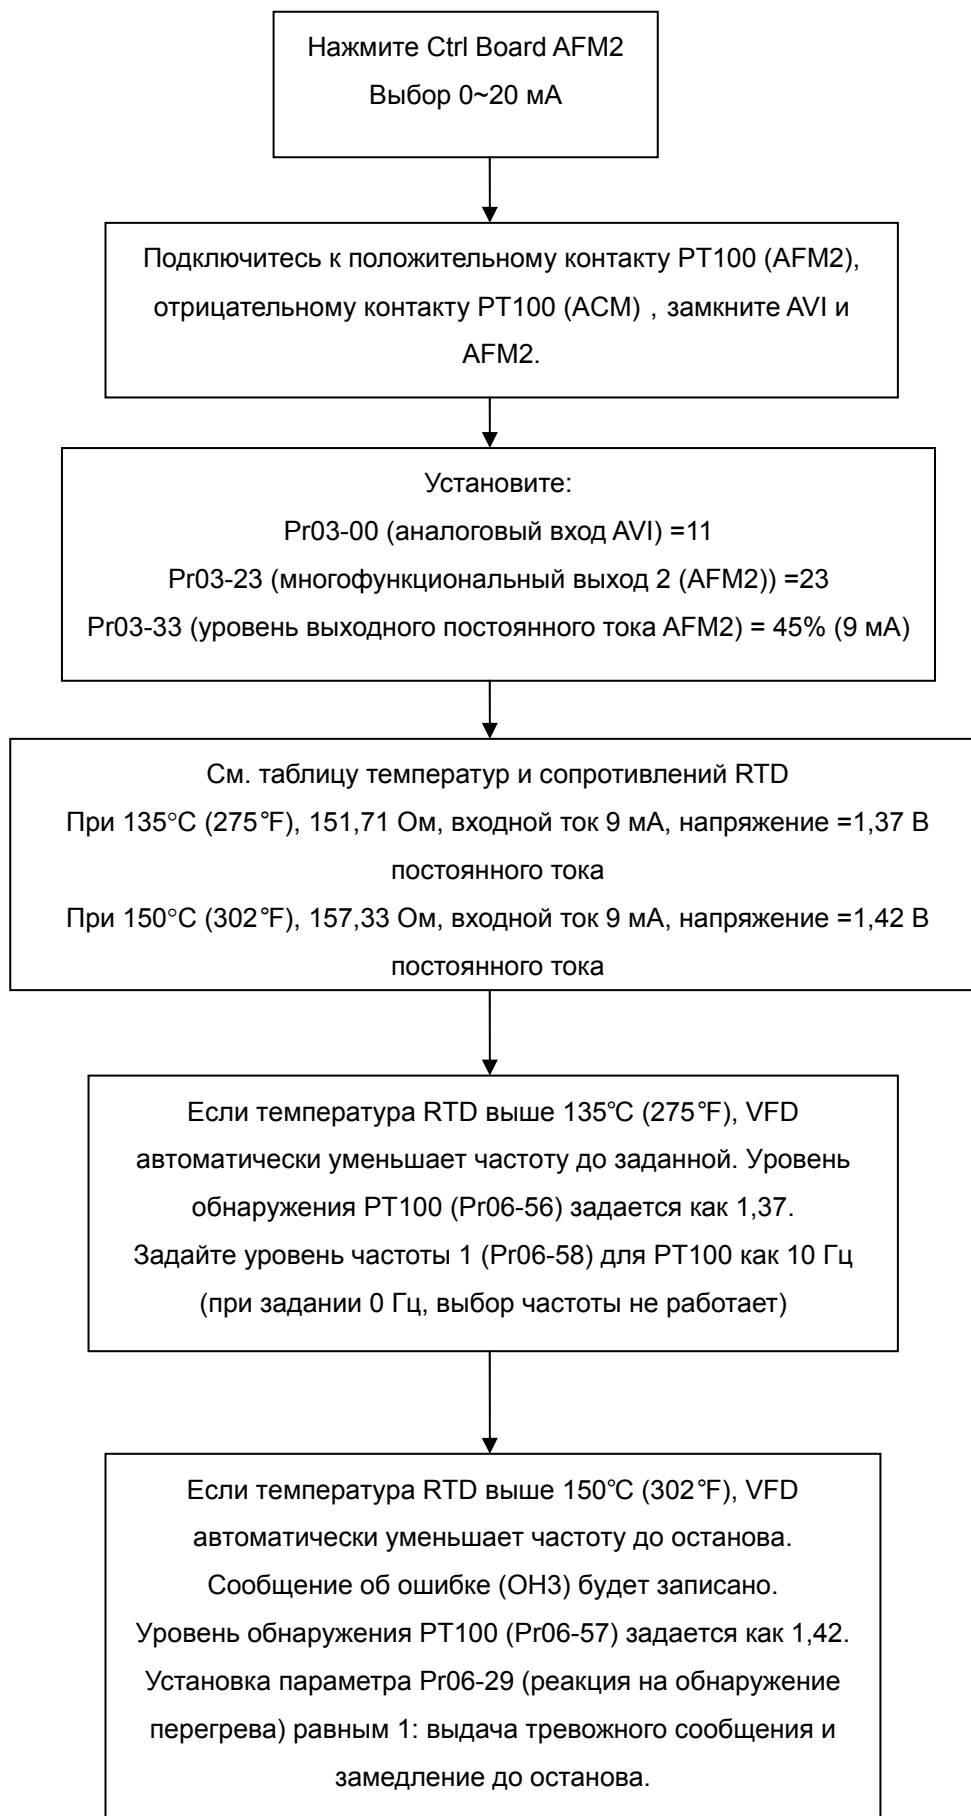 Нажмите Ctrl Board AFM2
Выбор 0~20 мА
Подключитесь к положительному контакту PT100 (AFM2),
отрицательному контакту PT100 (ACM) , замкните AVI и
AFM2.
Установите:
Pr03-00 (аналоговый вход AVI) =11
Pr03-23 (многофункциональный выход 2 (AFM2)) =23
Pr03-33 (уровень выходного постоянного тока AFM2) = 45% (9 мА)
См. таблицу температур и сопротивлений RTD
При 135°C (275°F), 151,71 Ом, входной ток 9 мА, напряжение =1,37 В
постоянного тока
При 150°C (302°F), 157,33 Ом, входной ток 9 мА, напряжение =1,42 В
постоянного тока
Если температура RTD выше 135℃ (275°F), VFD
автоматически уменьшает частоту до заданной. Уровень
обнаружения PT100 (Pr06-56) задается как 1,37.
Задайте уровень частоты 1 (Pr06-58) для PT100 как 10 Гц
(при задании 0 Гц, выбор частоты не работает)
Если температура RTD выше 150℃ (302°F), VFD
автоматически уменьшает частоту до останова.
Сообщение об ошибке (OH3) будет записано.
Уровень обнаружения PT100 (Pr06-57) задается как 1,42.
Установка параметра Pr06-29 (реакция на обнаружение
перегрева) равным 1: выдача тревожного сообщения и
замедление до останова.